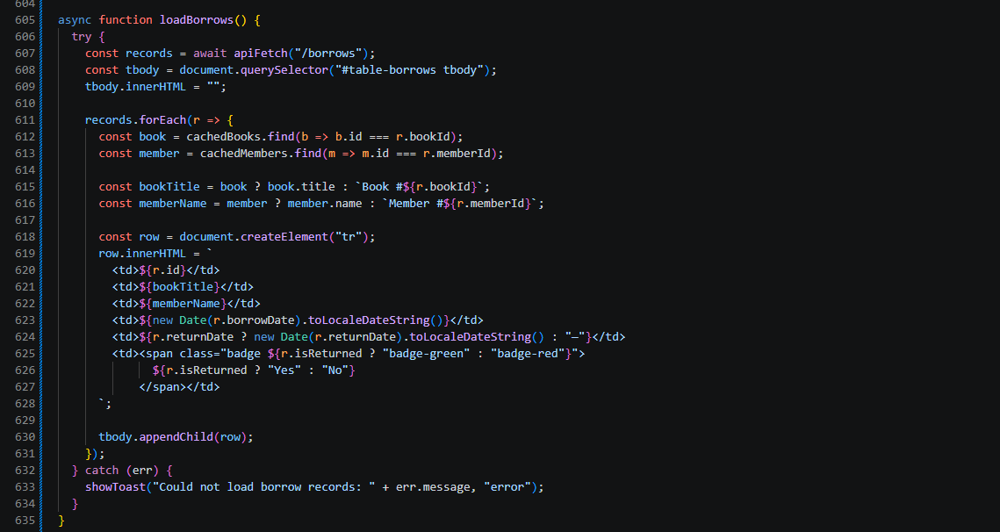 604
605 async function loadBorrows() {
606   try {
607     const records = await apiFetch("/borrows");
608     const tbody = document.querySelector("#table-borrows tbody");
609     tbody.innerHTML = "";
610
611     records.forEach(r => {
612       const book = cachedBooks.find(b => b.id === r.bookId);
613       const member = cachedMembers.find(m => m.id === r.memberId);
614
615       const bookTitle = book ? book.title : `Book #${r.bookId}`;
616       const memberName = member ? member.name : `Member #${r.memberId}`;
617
618       const row = document.createElement("tr");
619       row.innerHTML = `
620         <td>${r.id}</td>
621         <td>${bookTitle}</td>
622         <td>${memberName}</td>
623         <td>${new Date(r.borrowDate).toLocaleDateString()}</td>
624         <td>${r.returnDate ? new Date(r.returnDate).toLocaleDateString() : "—"}</td>
625         <td><span class="badge ${r.isReturned ? "badge-green" : "badge-red"}">
626               ${r.isReturned ? "Yes" : "No"}
627             </span></td>
628       `;
629
630       tbody.appendChild(row);
631     });
632   } catch (err) {
633     showToast("Could not load borrow records: " + err.message, "error");
634   }
635 }